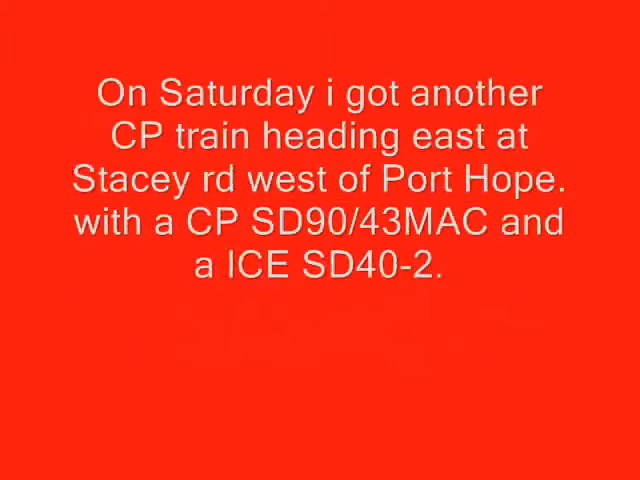 On Saturday i got another
CP train heading east at
Stacey rd west of Port Hope.
with a CP SD90/43MAC and
a ICE SD40-2.